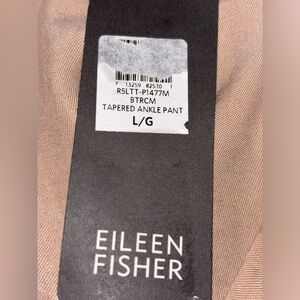 7 13259 82510 1
R5LTT-P1477M
BTRCM
TAPERED ANKLE PANT
L/G
EILEEN
FISHER